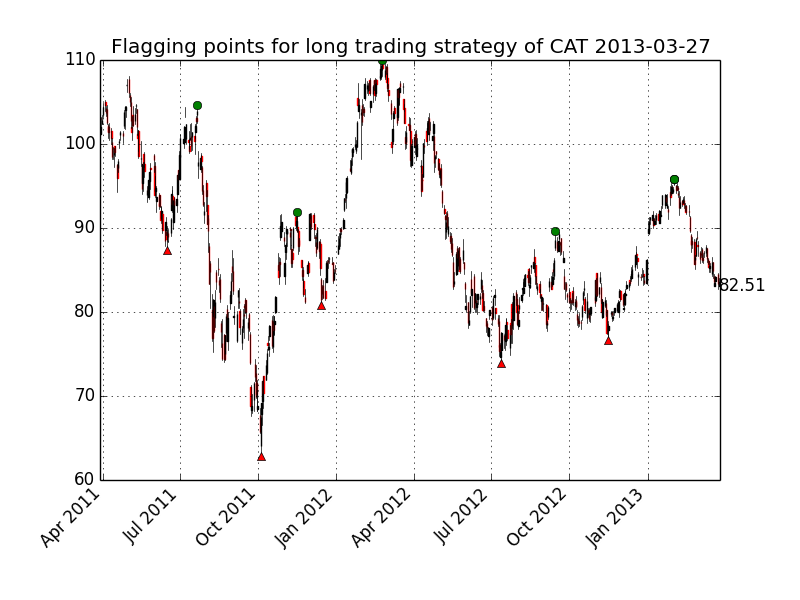 Flagging points for long trading strategy of CAT 2013-03-27
110
100
90
80
70
60
82.51
Apr 2011
Jul 2011
Oct 2011
Jan 2012
Apr 2012
Jul 2012
Oct 2012
Jan 2013